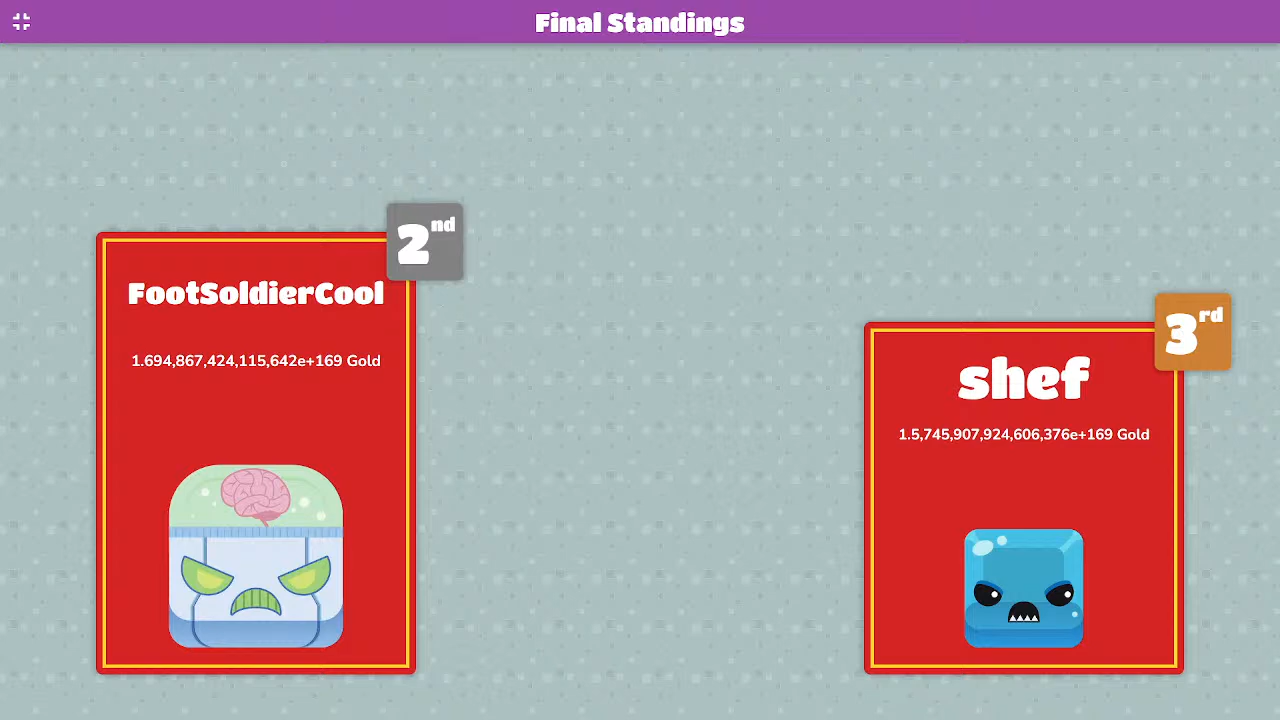 Final Standings
2nd
FootSoldierCool
1.694,867,424,115,642e+169 Gold
3rd
shef
1.5,745,907,924,606,376e+169 Gold